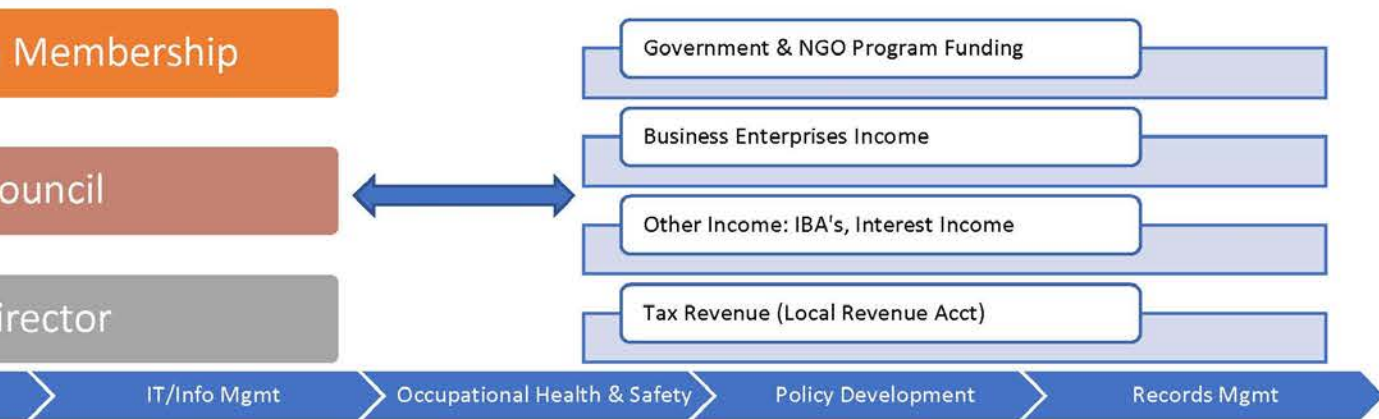 Membership
Government & NGO Program Funding
Business Enterprises Income
ouncil
Other Income: IBA's, Interest Income
irector
Tax Revenue (Local Revenue Acct)
IT/Info Mgmt
Occupational Health & Safety
Policy Development
Records Mgmt